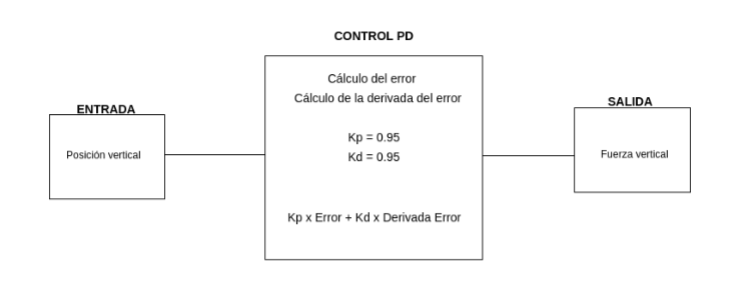 CONTROL PD
ENTRADA
Posición vertical
Cálculo del error
Cálculo de la derivada del error
Kp = 0.95
Kd = 0.95
Kp x Error + Kd x Derivada Error
SALIDA
Fuerza vertical